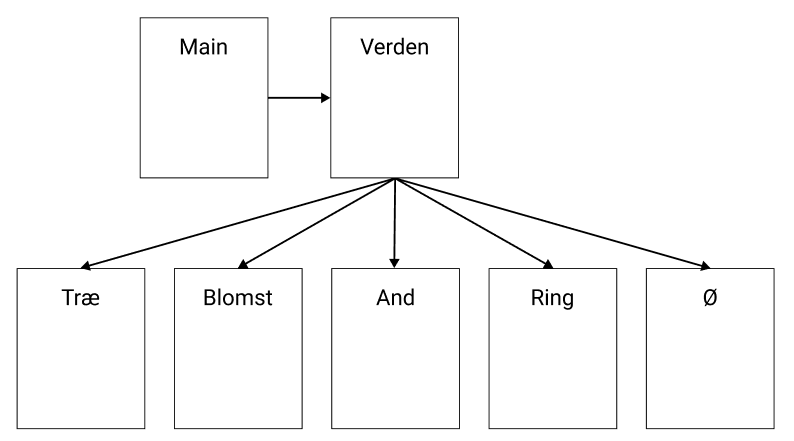 Main
Verden
Træ
Blomst
And
Ring
Ø